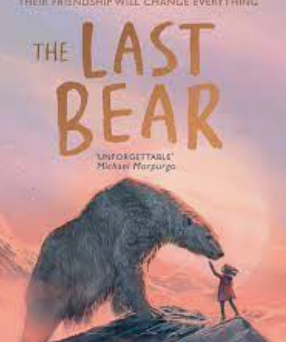 THEIR FRIENDSHIP WILL CHANGE EVERYTHING
THE LAST
BEAR
'UNFORGETTABLE'
Michael Morpurgo